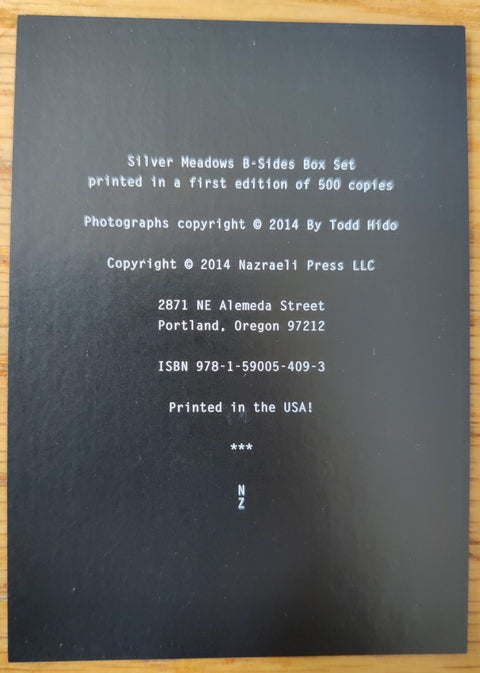 Silver Meadows B-Sides Box Set
printed in a first edition of 500 copies
Photographs copyright © 2014 By Todd Hido
Copyright © 2014 Nazraeli Press LLC
2871 NE Alemeda Street
Portland, Oregon 97212
ISBN 978-1-59005-409-3
Printed in the USA!
***
N
Z